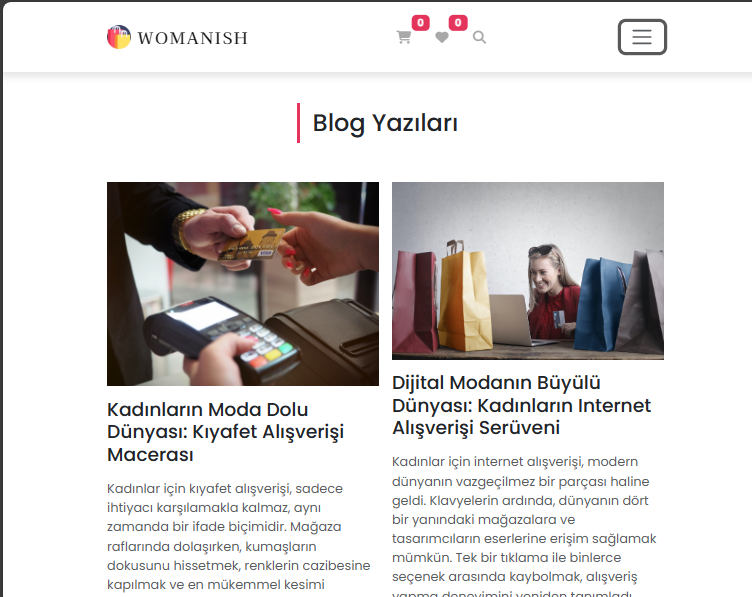 WOMANISH
0
0
Blog Yazıları
Kadınların Moda Dolu
Dünyası: Kıyafet Alışverişi
Macerası
Kadınlar için kıyafet alışverişi, sadece
ihtiyacı karşılamakla kalmaz, aynı
zamanda bir ifade biçimidir. Mağaza
raflarında dolaşırken, kumaşların
dokusunu hissetmek, renklerin cazibesine
kapılmak ve en mükemmel kesimi
Dijital Modanın Büyülü
Dünyası: Kadınların Internet
Alışverişi Serüveni
Kadınlar için internet alışverişi, modern
dünyanın vazgeçilmez bir parçası haline
geldi. Klavyelerin ardında, dünyanın dört
bir yanındaki mağazalara ve
tasarımcıların eserlerine erişim sağlamak
mümkün. Tek bir tıklama ile binlerce
seçenek arasında kaybolmak, alışveriş
yapma deneyimini yeniden tanımladı